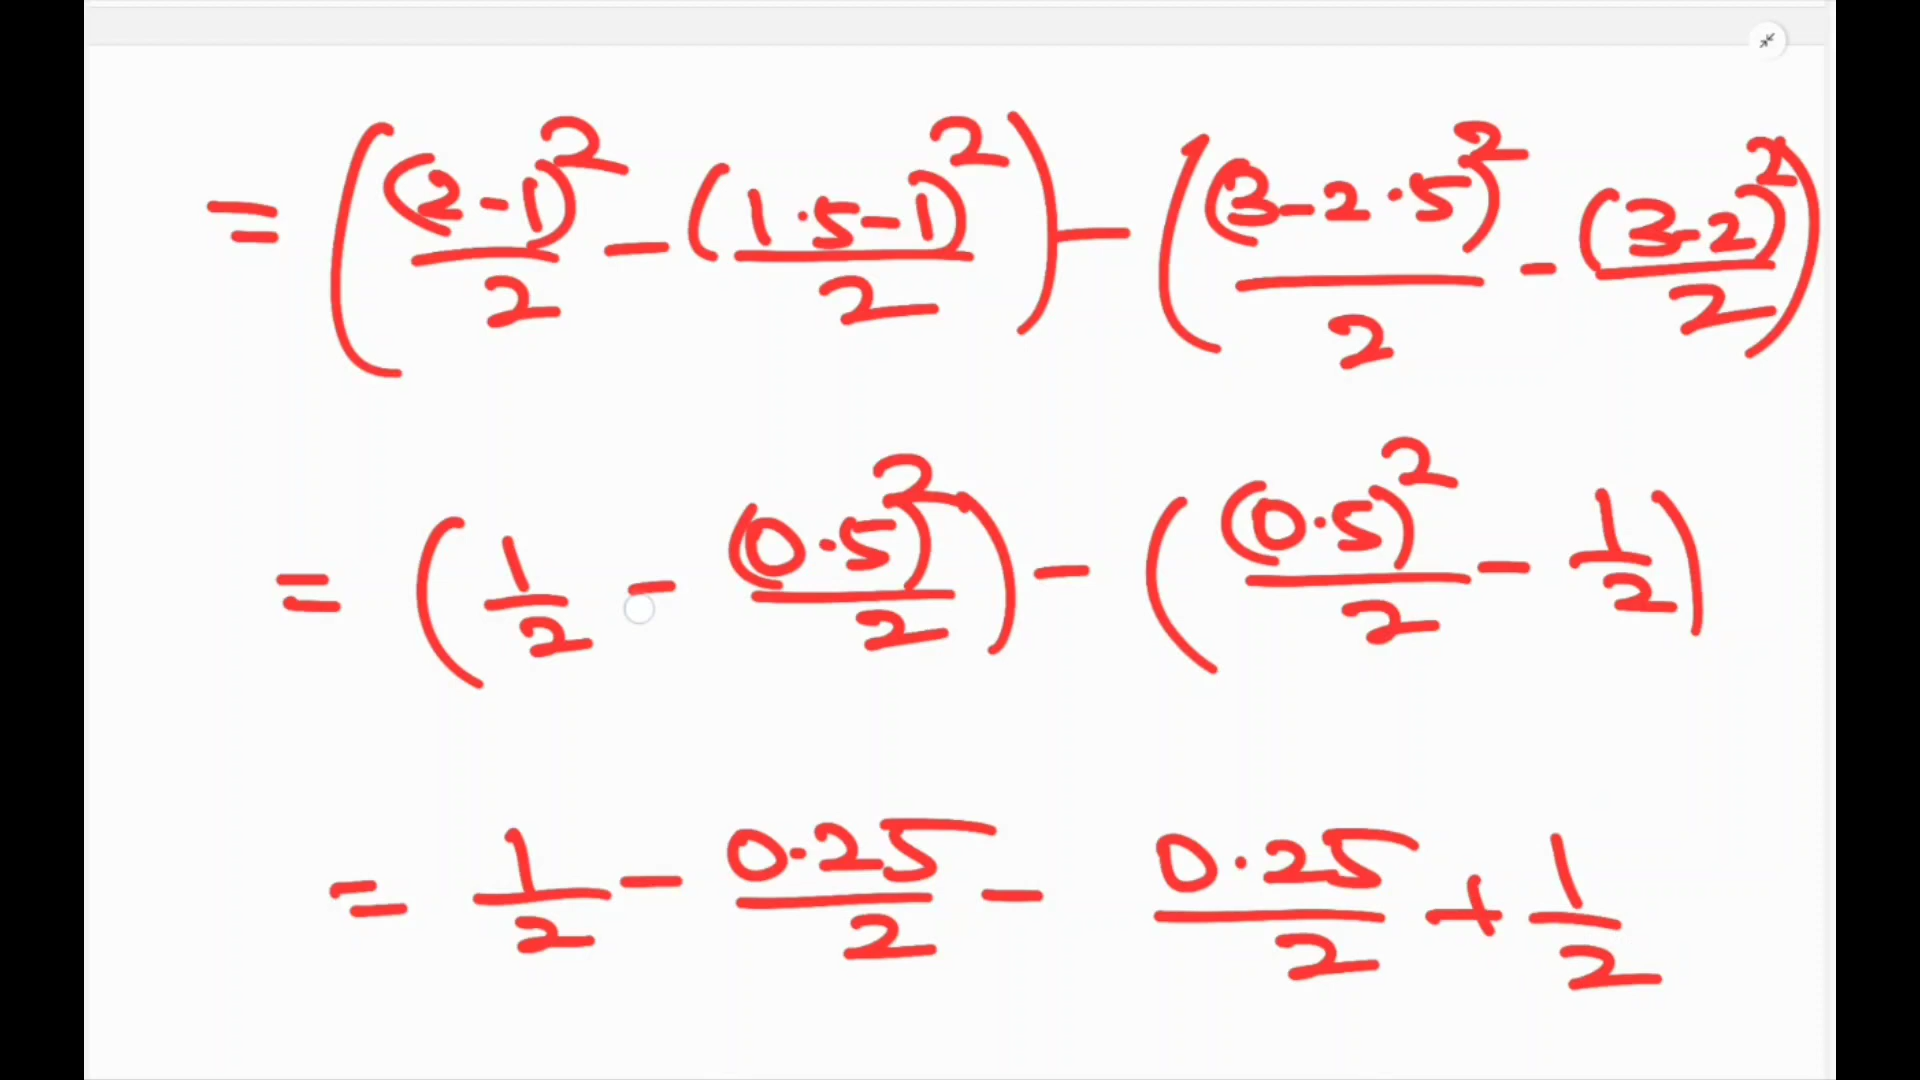 = ((2-1)²/2 - (1.5-1)²/2) - ((3-2.5)²/2 - (3-2)²/2)
= (1/2 - (0.5)²/2) - ((0.5)²/2 - 1/2)
= 1/2 - 0.25/2 - 0.25/2 + 1/2